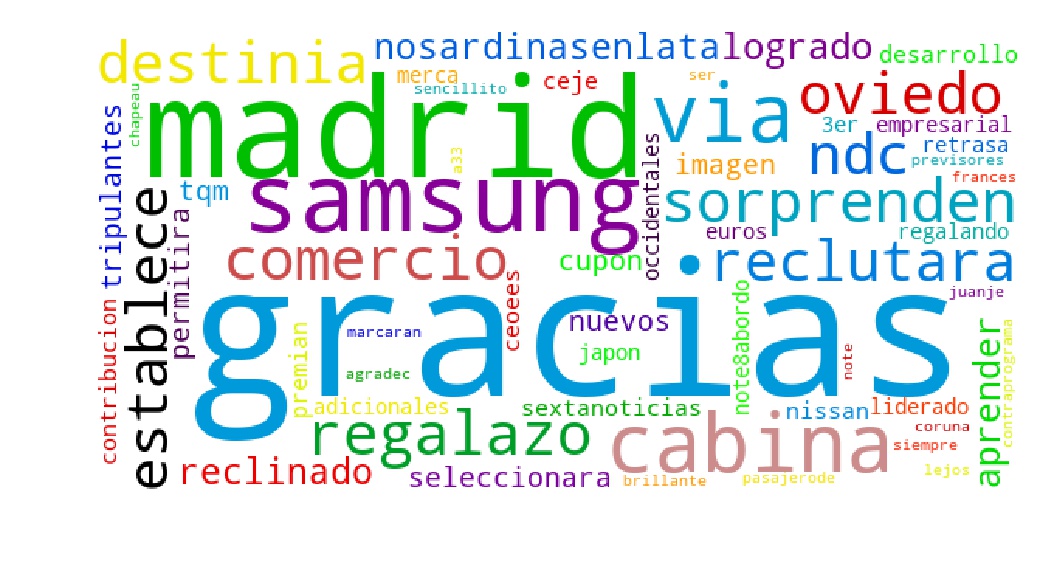 nosardinasenlata
logrado
desarrollo
destinia
merca
sencillito
ceje
ser
chapeau
madrid
via
oviedo
3er
empresarial
tripulantes
a33
occidentales
imagen
ndc
retrasa
previsores
frances
tqm
samsung
sorprenden
establece
permitira
euros
regalando
comercio
cupon
reclutara
juanje
contribucion
gracias
ceoees
nuevos
note8abordo
marcaran
japon
note
agradec
premian
aprender
contraprograma
adicionales
sextanoticias
nissan
liderado
regalazo
cabina
coruna
siempre
reclinado
seleccionara
brillante
pasajerode
lejos